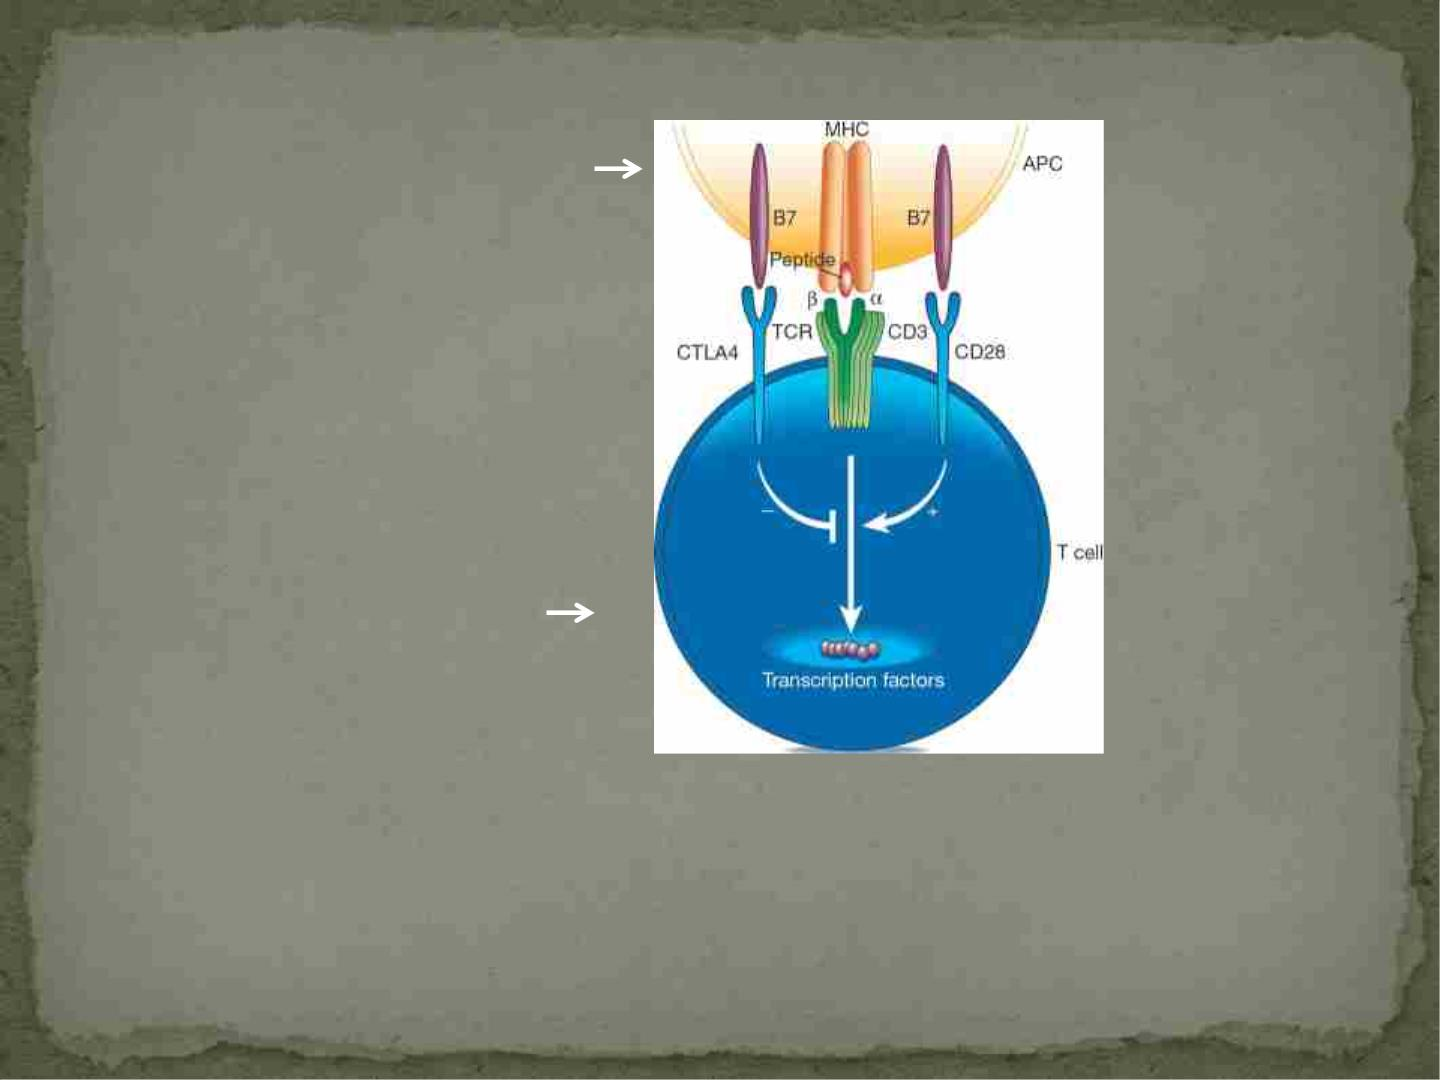 MHC
APC
B7
B7
Peptide
β
α
TCR
CD3
CTLA4
CD28
−
+
T cell
Transcription factors